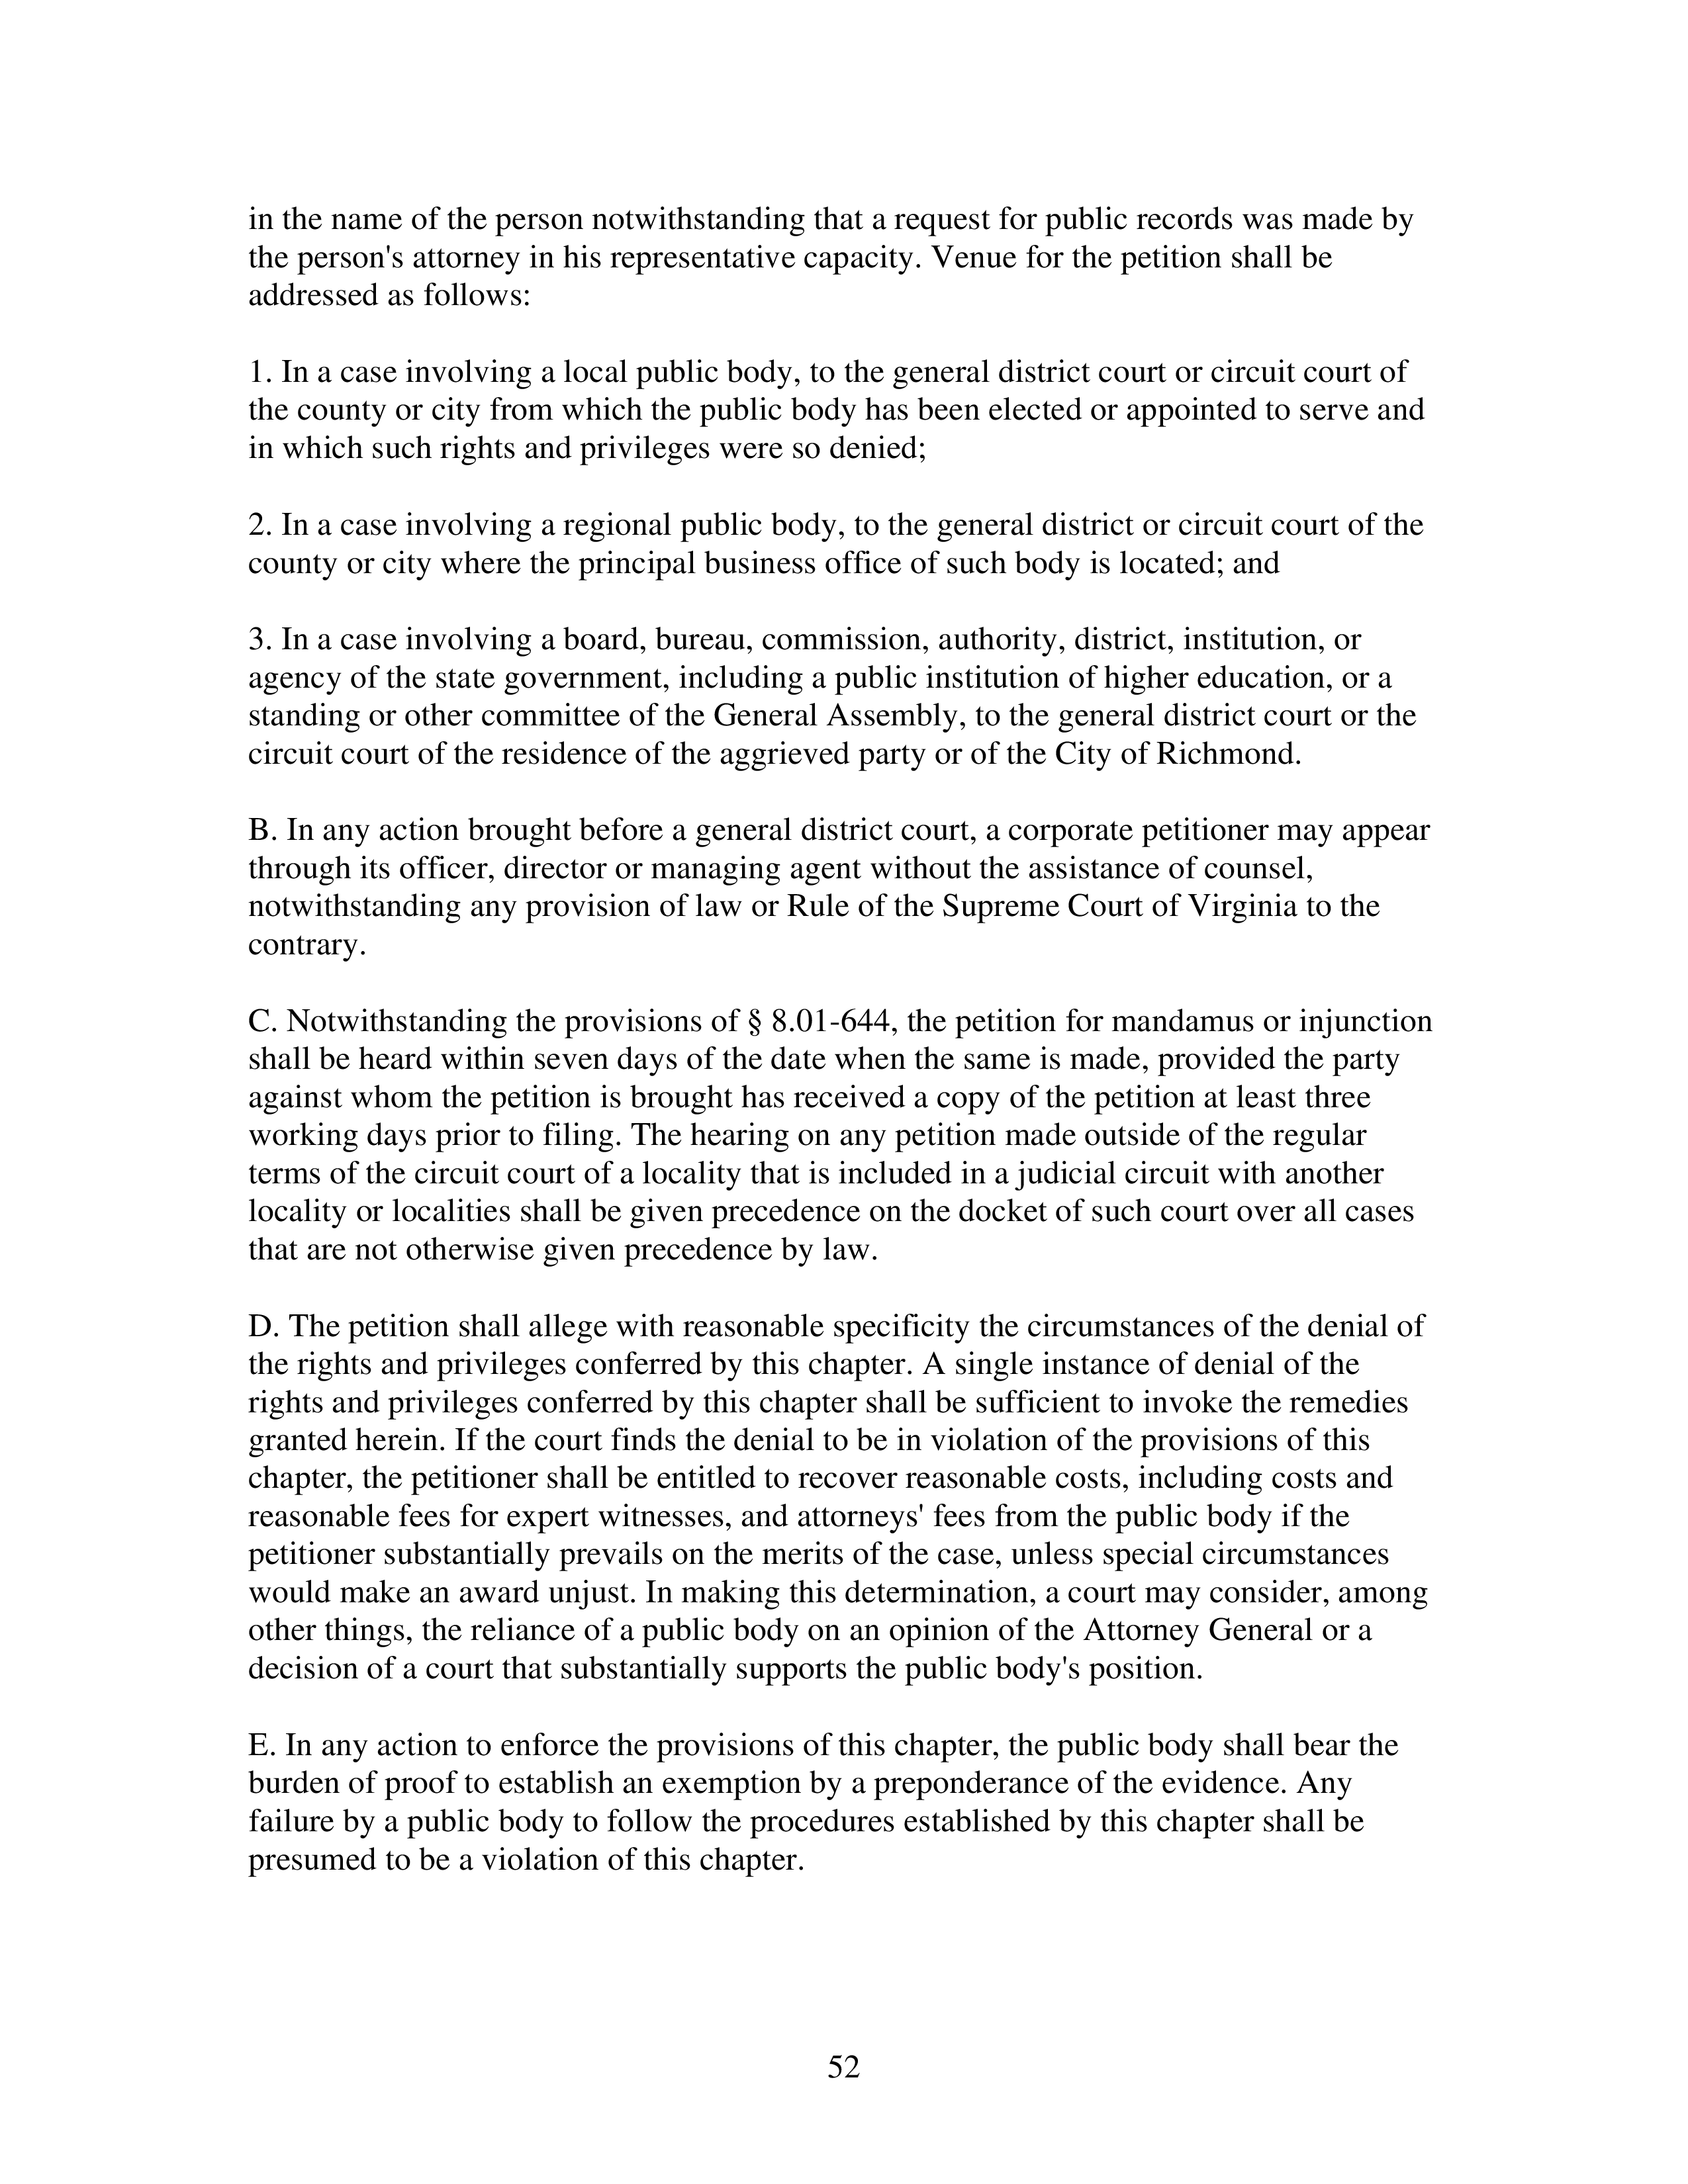 in the name of the person notwithstanding that a request for public records was made by
the person's attorney in his representative capacity. Venue for the petition shall be
addressed as follows:
1. In a case involving a local public body, to the general district court or circuit court of
the county or city from which the public body has been elected or appointed to serve and
in which such rights and privileges were so denied;
2. In a case involving a regional public body, to the general district or circuit court of the
county or city where the principal business office of such body is located; and
3. In a case involving a board, bureau, commission, authority, district, institution, or
agency of the state government, including a public institution of higher education, or a
standing or other committee of the General Assembly, to the general district court or the
circuit court of the residence of the aggrieved party or of the City of Richmond.
B. In any action brought before a general district court, a corporate petitioner may appear
through its officer, director or managing agent without the assistance of counsel,
notwithstanding any provision of law or Rule of the Supreme Court of Virginia to the
contrary.
C. Notwithstanding the provisions of § 8.01-644, the petition for mandamus or injunction
shall be heard within seven days of the date when the same is made, provided the party
against whom the petition is brought has received a copy of the petition at least three
working days prior to filing. The hearing on any petition made outside of the regular
terms of the circuit court of a locality that is included in a judicial circuit with another
locality or localities shall be given precedence on the docket of such court over all cases
that are not otherwise given precedence by law.
D. The petition shall allege with reasonable specificity the circumstances of the denial of
the rights and privileges conferred by this chapter. A single instance of denial of the
rights and privileges conferred by this chapter shall be sufficient to invoke the remedies
granted herein. If the court finds the denial to be in violation of the provisions of this
chapter, the petitioner shall be entitled to recover reasonable costs, including costs and
reasonable fees for expert witnesses, and attorneys' fees from the public body if the
petitioner substantially prevails on the merits of the case, unless special circumstances
would make an award unjust. In making this determination, a court may consider, among
other things, the reliance of a public body on an opinion of the Attorney General or a
decision of a court that substantially supports the public body's position.
E. In any action to enforce the provisions of this chapter, the public body shall bear the
burden of proof to establish an exemption by a preponderance of the evidence. Any
failure by a public body to follow the procedures established by this chapter shall be
presumed to be a violation of this chapter.
52